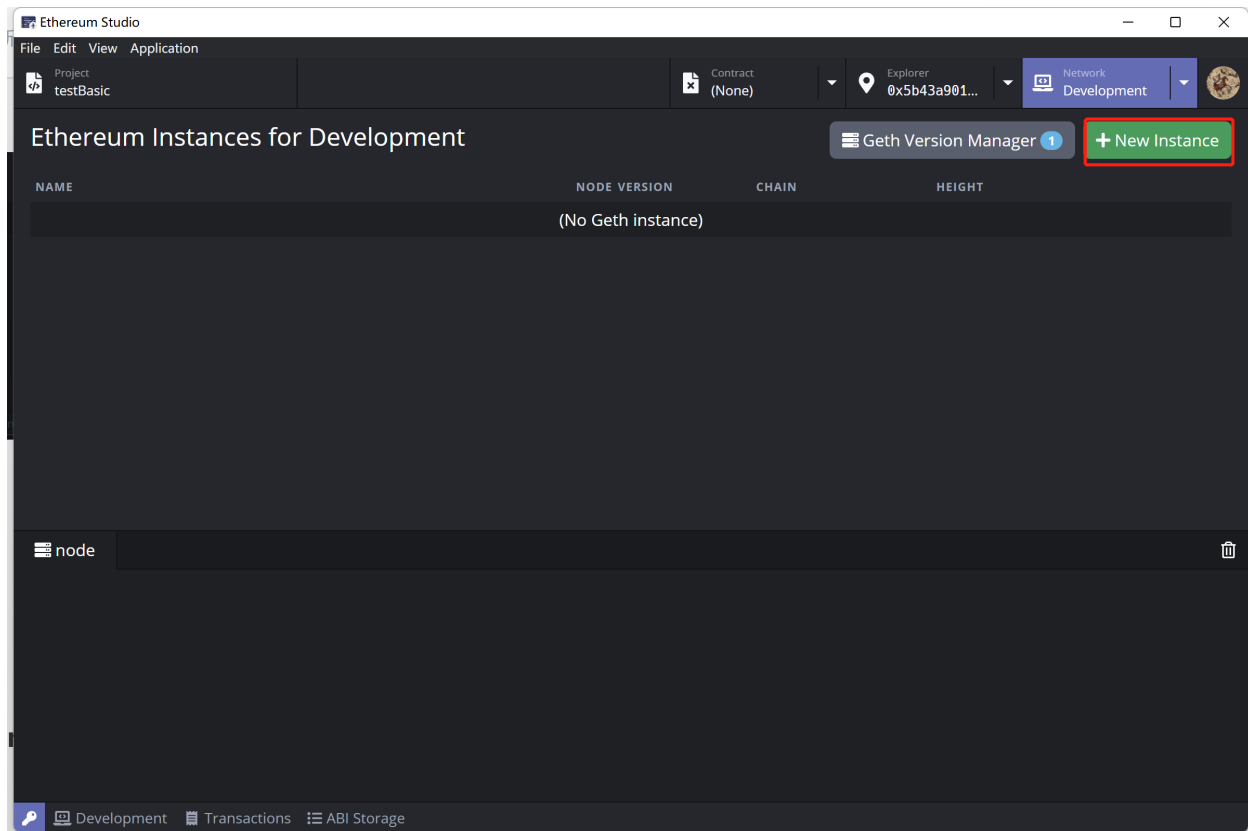 Ethereum Studio
File Edit View Application
Project
testBasic
Contract
(None)
Explorer
0x5b43a901...
Network
Development
Ethereum Instances for Development
Geth Version Manager 1
+ New Instance
NAME NODE VERSION CHAIN HEIGHT
(No Geth instance)
node
Development Transactions ABI Storage